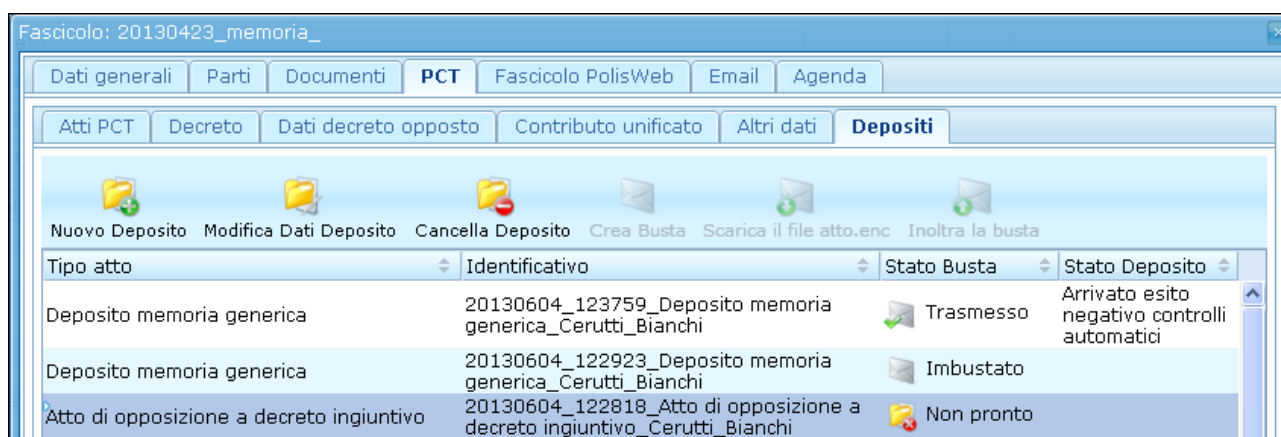 Fascicolo: 20130423_memoria_
Dati generali Parti Documenti PCT Fascicolo PolisWeb Email Agenda
Atti PCT Decreto Dati decreto opposto Contributo unificato Altri dati Depositi
Nuovo Deposito Modifica Dati Deposito Cancella Deposito Crea Busta Scarica il file atto.enc Inoltra la busta
Tipo atto Identificativo Stato Busta Stato Deposito
Deposito memoria generica 20130604_123759_Deposito memoria generica_Cerutti_Bianchi Trasmesso Arrivato esito negativo controlli automatici
Deposito memoria generica 20130604_122923_Deposito memoria generica_Cerutti_Bianchi Imbustato
Atto di opposizione a decreto ingiuntivo 20130604_122818_Atto di opposizione a decreto ingiuntivo_Cerutti_Bianchi Non pronto